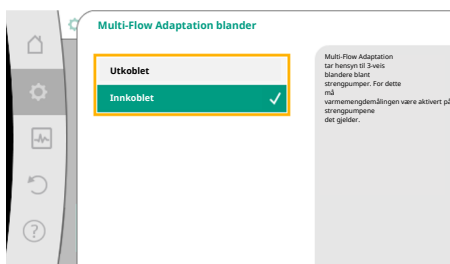 Multi-Flow Adaptation blander
Utkoblet
Innkoblet
Multi-Flow Adaptation
tar hensyn til 3-veis
blandere blant
strengpumper. For dette
må
varmemengdemålingen være aktivert på
strengpumpene
det gjelder.